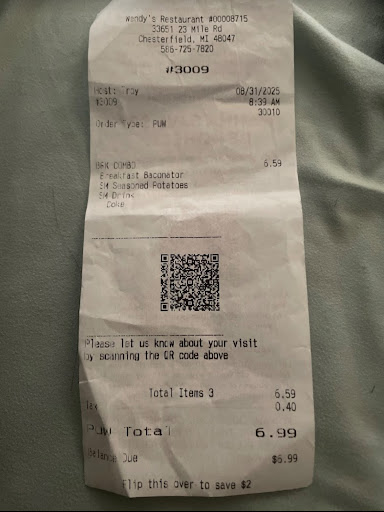 Wendy's Restaurant #00008715
33651 23 Mile Rd
Chesterfield, MI 48047
586-725-7820
#3009
Host: Troy 08/31/2025
#3009 8:39 AM
30010
Order Type: PUW
BFK COMBO 6.59
Breakfast Baconator
SM Seasoned Potatoes
SM Drink
Coke
Please let us know about your visit
by scanning the QR code above
Total Items 3 6.59
Tax 0.40
PUW Total 6.99
Balance Due $6.99
Flip this over to save $2